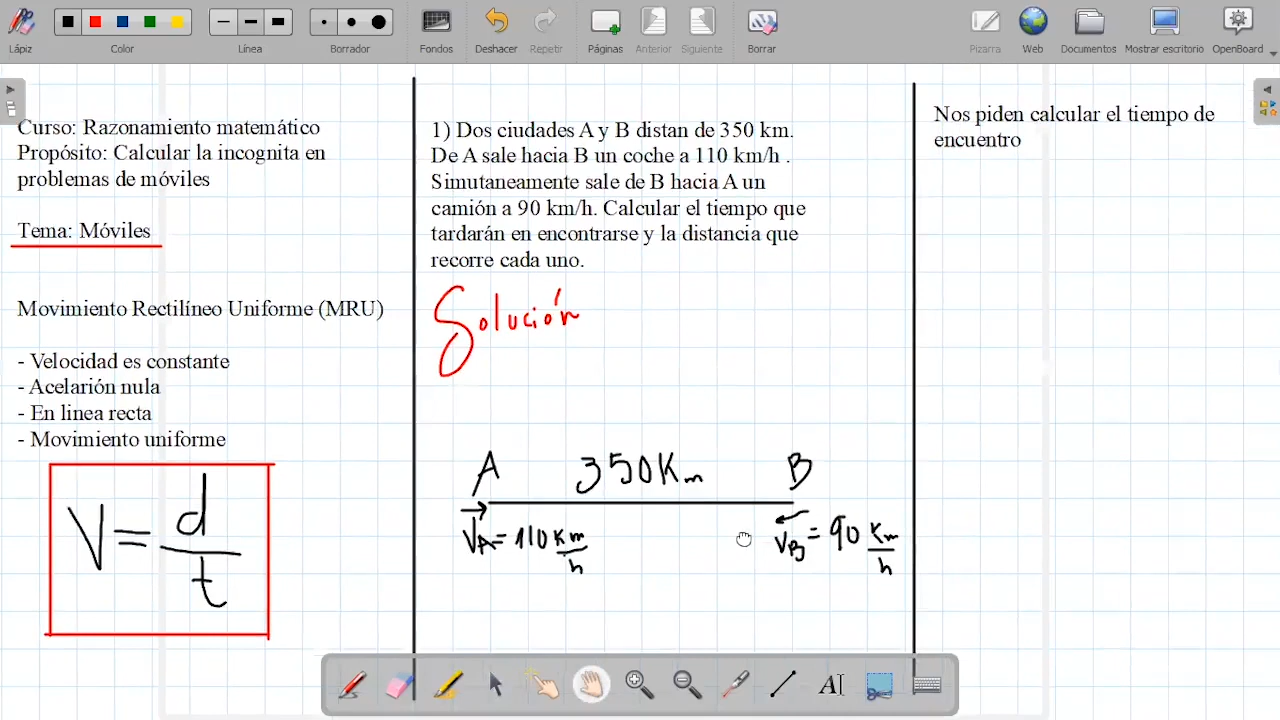 Lápiz
Color
Línea
Borrador
Fondos
Deshacer
Repetir
Páginas
Anterior
Siguiente
Borrar
Pizarra
Web
Documentos
Mostrar escritorio
OpenBoard
Curso: Razonamiento matemático
Propósito: Calcular la incognita en
problemas de móviles
Tema: Móviles
Movimiento Rectilíneo Uniforme (MRU)
- Velocidad es constante
- Acelarión nula
- En linea recta
- Movimiento uniforme
V = d/t
1) Dos ciudades A y B distan de 350 km.
De A sale hacia B un coche a 110 km/h .
Simutaneamente sale de B hacia A un
camión a 90 km/h. Calcular el tiempo que
tardarán en encontrarse y la distancia que
recorre cada uno.
Solución
A 350Km B
VA = 110 Km/h VB = 90 Km/h
Nos piden calcular el tiempo de
encuentro
AI